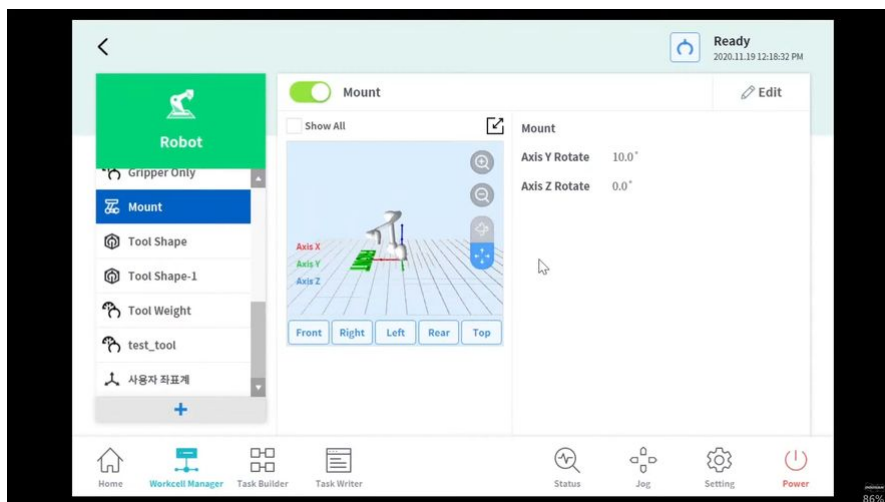 Ready
2020.11.19 12:18:32 PM
Robot
Gripper Only
Mount
Tool Shape
Tool Shape-1
Tool Weight
test_tool
사용자 좌표계
+
Mount
Edit
Show All
Axis X
Axis Y
Axis Z
Front Right Left Rear Top
Mount
Axis Y Rotate 10.0°
Axis Z Rotate 0.0°
Home Workcell Manager Task Builder Task Writer Status Jog Setting Power
86%